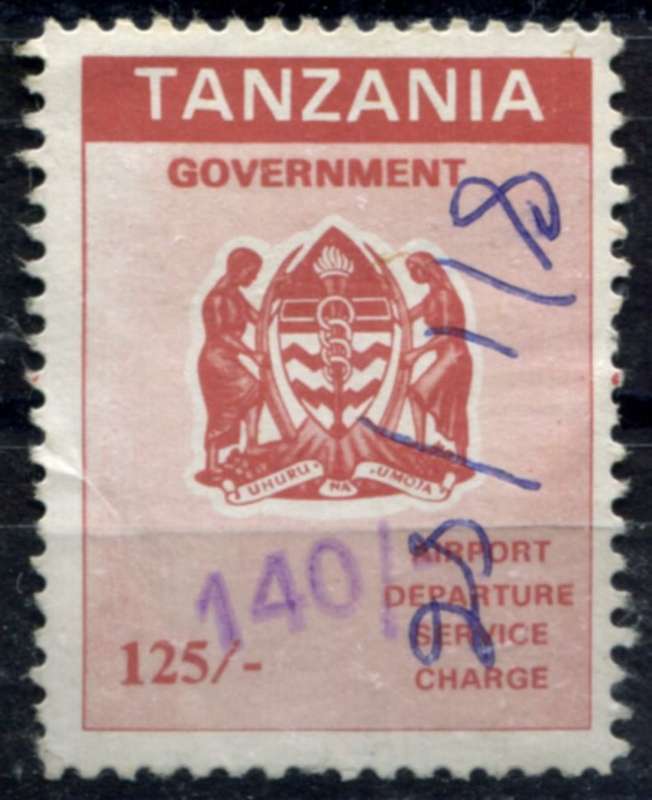 TANZANIA
GOVERNMENT
UHURU NA UMOJA
140/
AIRPORT
DEPARTURE
SERVICE
CHARGE
125/-